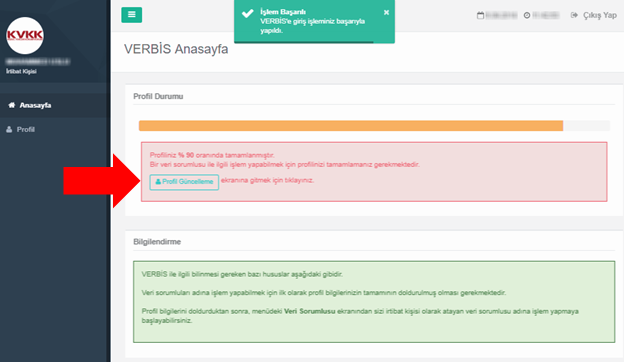 KVKK
İrtibat Kişisi
Anasayfa
Profil
İşlem Başarılı
VERBİS'e giriş işleminiz başarıyla
yapıldı.
Çıkış Yap
VERBİS Anasayfa
Profil Durumu
Profiliniz % 90 oranında tamamlanmıştır.
Bir veri sorumlusu ile ilgili işlem yapabilmek için profilinizi tamamlamanız gerekmektedir.
Profil Güncelleme ekranına gitmek için tıklayınız.
Bilgilendirme
VERBİS ile ilgili bilinmesi gereken bazı hususlar aşağıdaki gibidir.
Veri sorumluları adına işlem yapabilmek için ilk olarak profil bilgilerinizin tamamının doldurulmuş olması gerekmektedir.
Profil bilgilerini doldurduktan sonra, menüdeki Veri Sorumlusu ekranından sizi irtibat kişisi olarak atayan veri sorumlusu adına işlem yapmaya
başlayabilirsiniz.